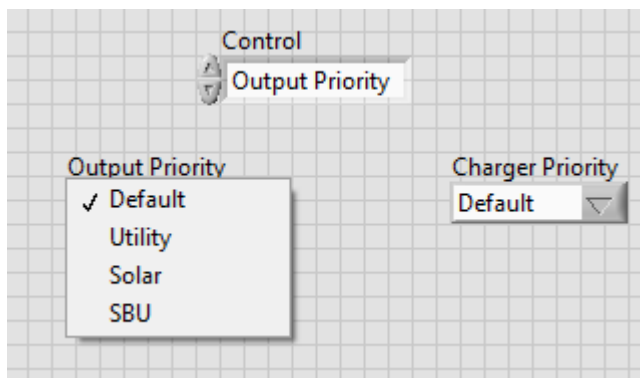 Control
Output Priority
Output Priority
Charger Priority
Default
Default
Utility
Solar
SBU